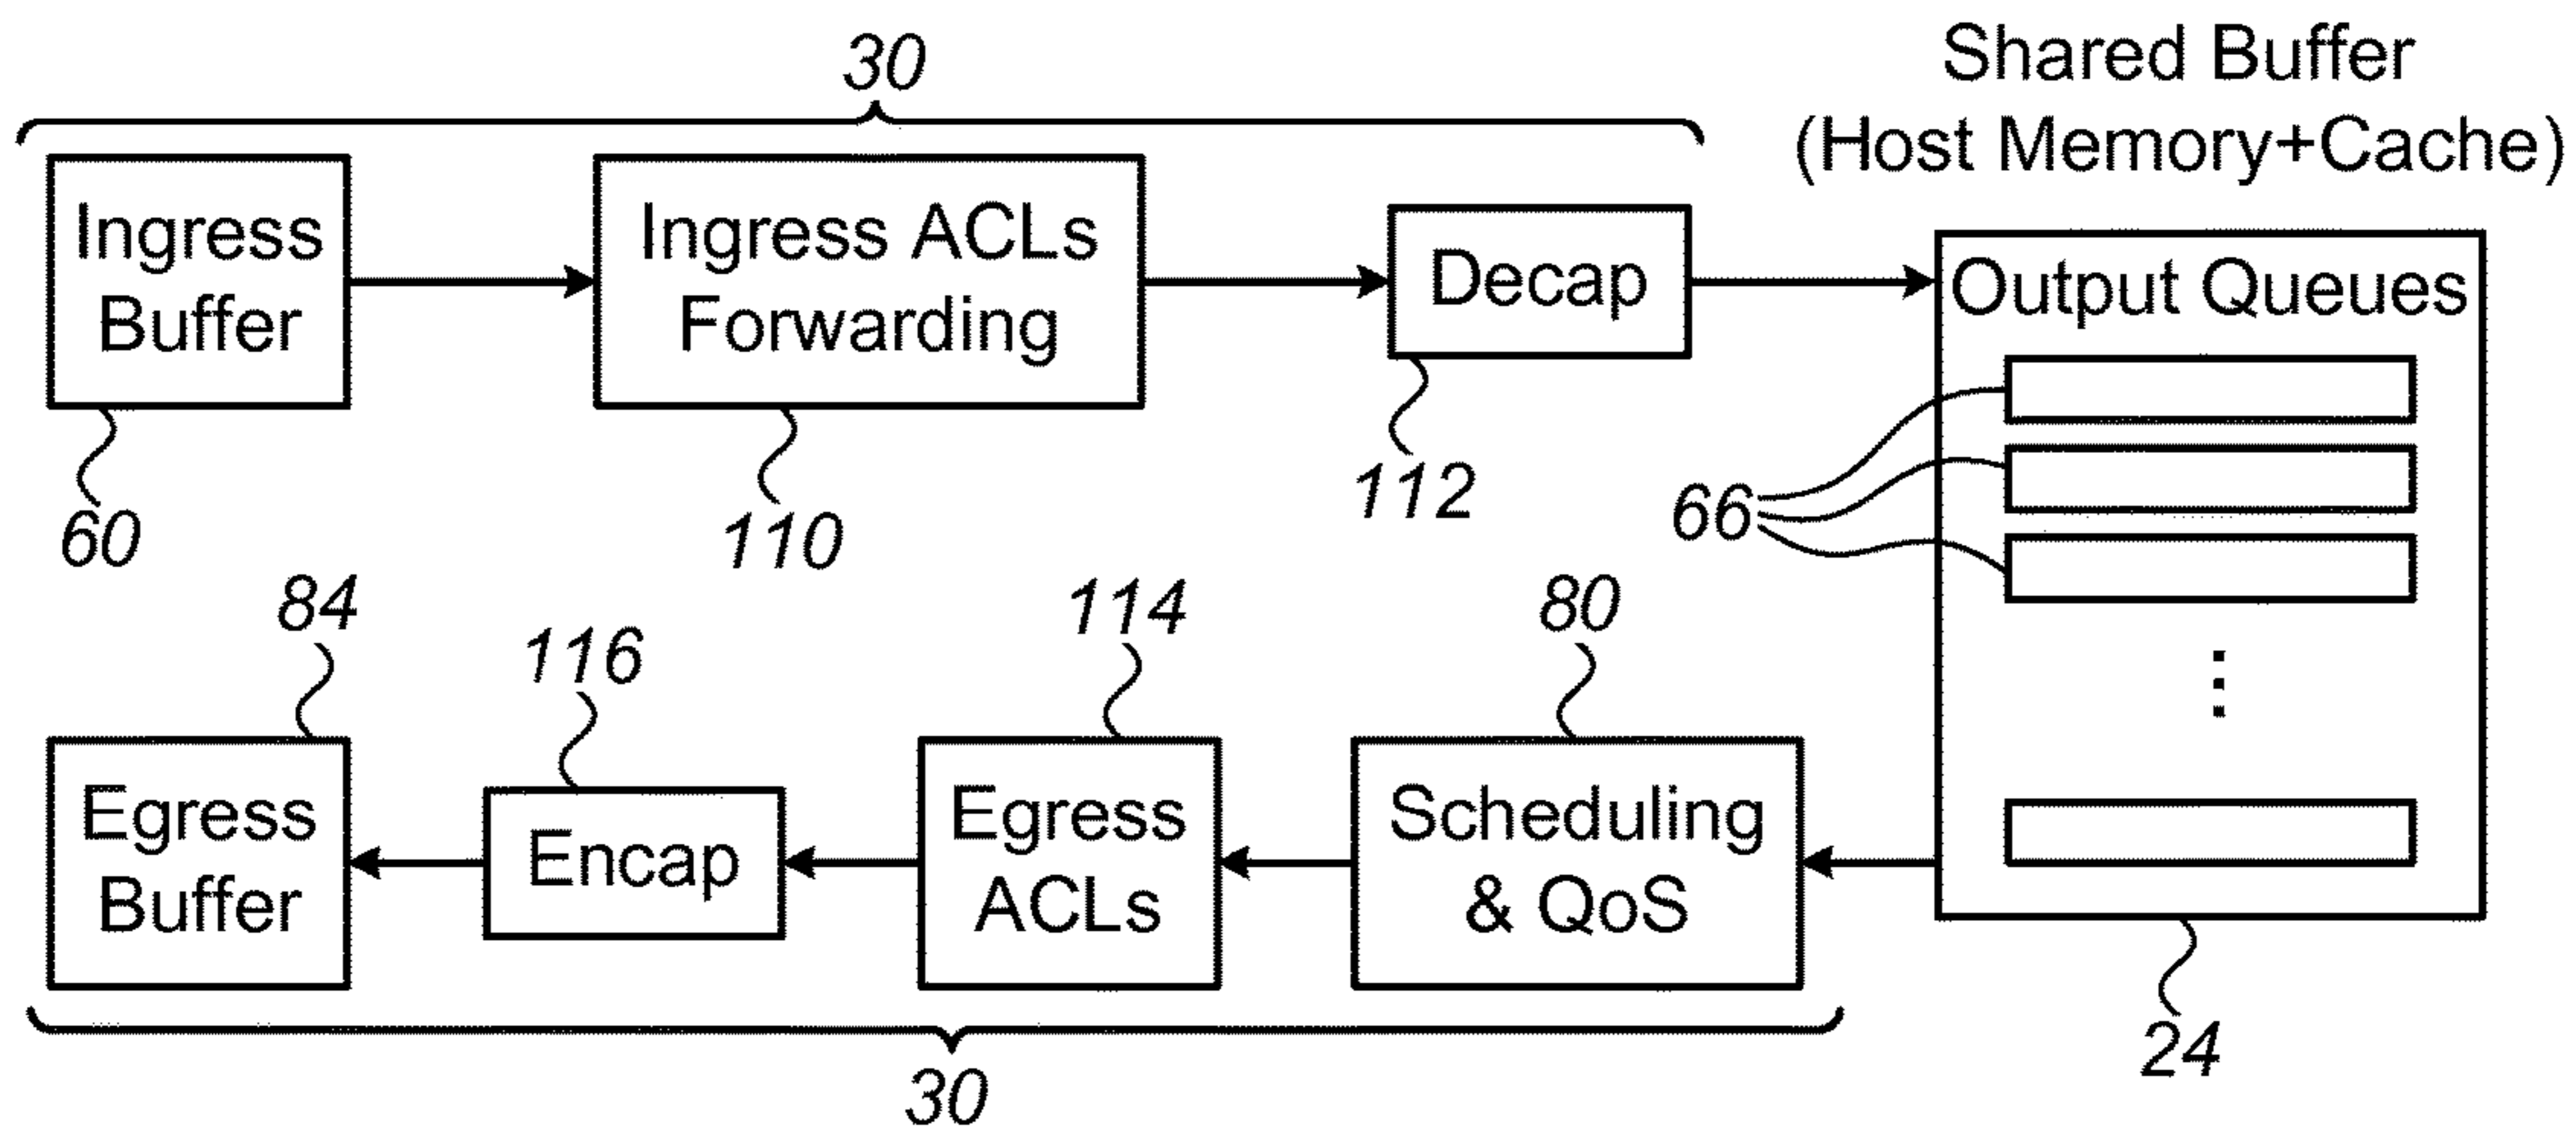 30
Shared Buffer
(Host Memory+Cache)
Ingress
Buffer
Ingress ACLs
Forwarding
Decap
Output Queues
60
110
112
66
84
116
114
80
Egress
Buffer
Encap
Egress
ACLs
Scheduling
& QoS
30
24